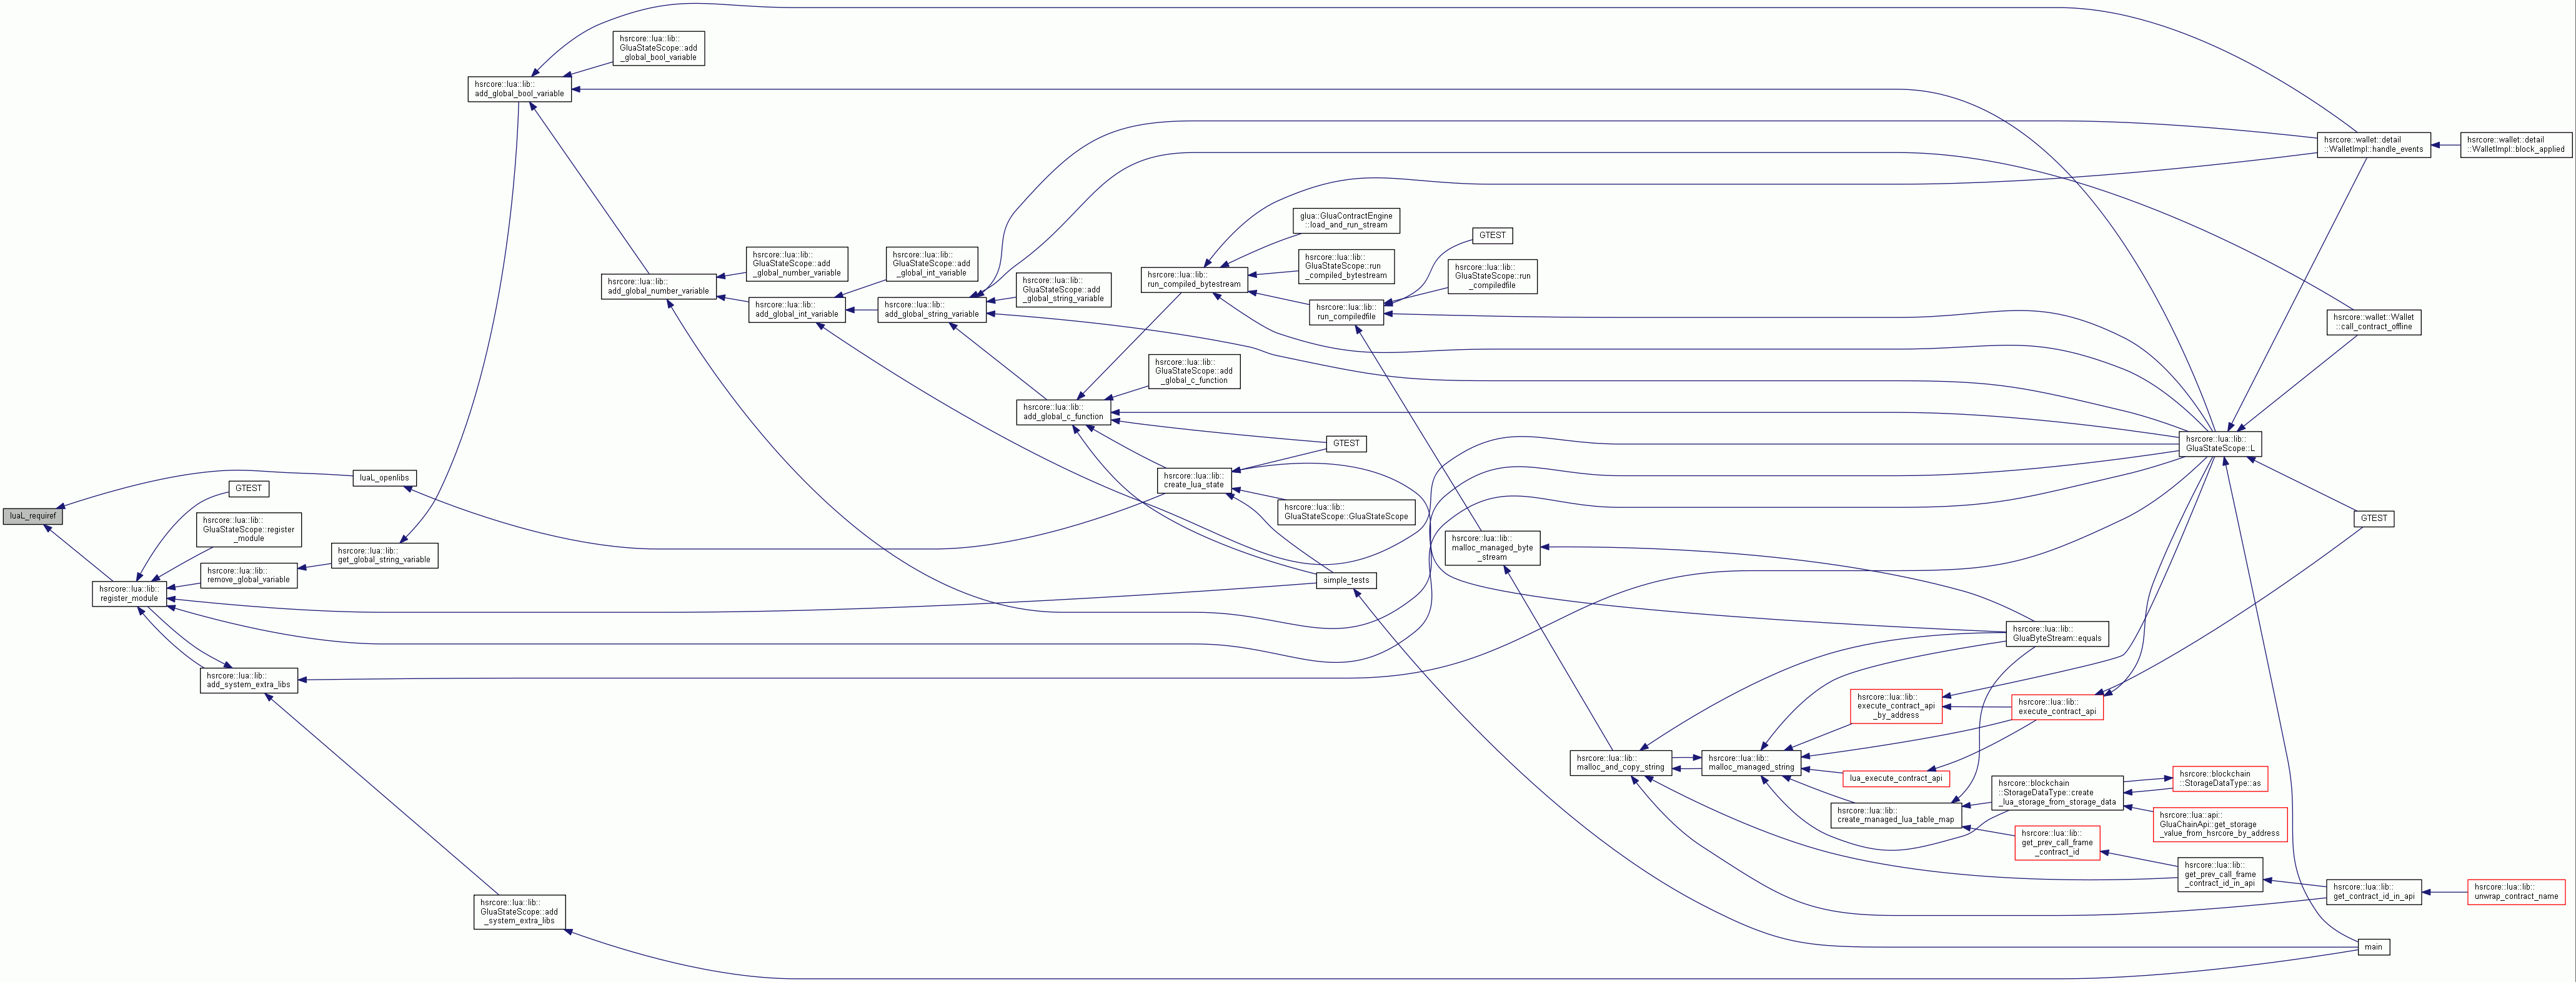 hsrcore::lua::lib::
GluaStateScope::add
_global_bool_variable
hsrcore::lua::lib::
add_global_bool_variable
hsrcore::wallet::detail
::WalletImpl::handle_events
hsrcore::wallet::detail
::WalletImpl::block_applied
glua::GluaContractEngine
::load_and_run_stream
GTEST
hsrcore::lua::lib::
GluaStateScope::add
_global_number_variable
hsrcore::lua::lib::
GluaStateScope::add
_global_int_variable
hsrcore::lua::lib::
GluaStateScope::run
_compiled_bytestream
hsrcore::lua::lib::
GluaStateScope::run
_compiledfile
hsrcore::lua::lib::
add_global_number_variable
hsrcore::lua::lib::
GluaStateScope::add
_global_string_variable
hsrcore::lua::lib::
run_compiled_bytestream
hsrcore::lua::lib::
add_global_int_variable
hsrcore::lua::lib::
add_global_string_variable
hsrcore::lua::lib::
run_compiledfile
hsrcore::wallet::Wallet
::call_contract_offline
hsrcore::lua::lib::
GluaStateScope::add
_global_c_function
hsrcore::lua::lib::
add_global_c_function
GTEST
hsrcore::lua::lib::
GluaStateScope::L
luaL_openlibs
hsrcore::lua::lib::
create_lua_state
GTEST
hsrcore::lua::lib::
GluaStateScope::GluaStateScope
luaL_requiref
hsrcore::lua::lib::
GluaStateScope::register
_module
GTEST
hsrcore::lua::lib::
get_global_string_variable
hsrcore::lua::lib::
malloc_managed_byte
_stream
hsrcore::lua::lib::
remove_global_variable
simple_tests
hsrcore::lua::lib::
register_module
hsrcore::lua::lib::
GluaByteStream::equals
hsrcore::lua::lib::
add_system_extra_libs
hsrcore::lua::lib::
execute_contract_api
_by_address
hsrcore::lua::lib::
execute_contract_api
hsrcore::lua::lib::
malloc_and_copy_string
hsrcore::lua::lib::
malloc_managed_string
lua_execute_contract_api
hsrcore::blockchain
::StorageDataType::create
_lua_storage_from_storage_data
hsrcore::blockchain
::StorageDataType::as
hsrcore::lua::lib::
create_managed_lua_table_map
hsrcore::lua::api::
GluaChainApi::get_storage
_value_from_hsrcore_by_address
hsrcore::lua::lib::
get_prev_call_frame
_contract_id
hsrcore::lua::lib::
get_prev_call_frame
_contract_id_in_api
hsrcore::lua::lib::
get_contract_id_in_api
hsrcore::lua::lib::
unwrap_contract_name
hsrcore::lua::lib::
GluaStateScope::add
_system_extra_libs
main